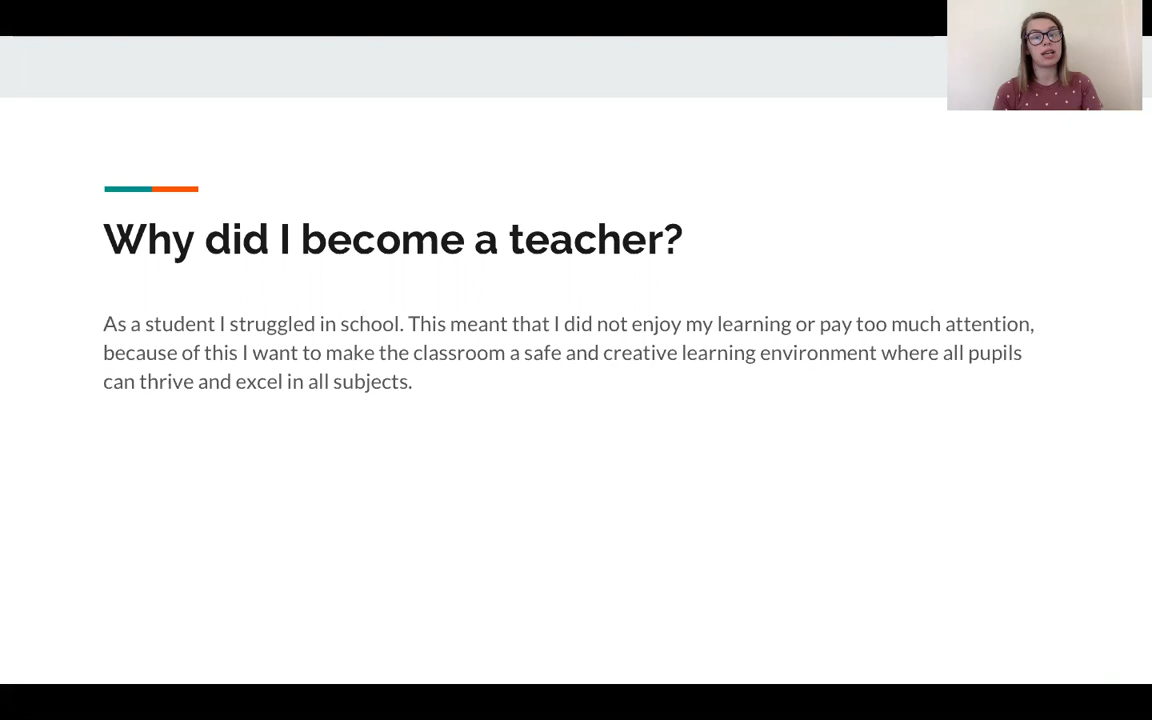 Why did I become a teacher?
As a student I struggled in school. This meant that I did not enjoy my learning or pay too much attention,
because of this I want to make the classroom a safe and creative learning environment where all pupils
can thrive and excel in all subjects.